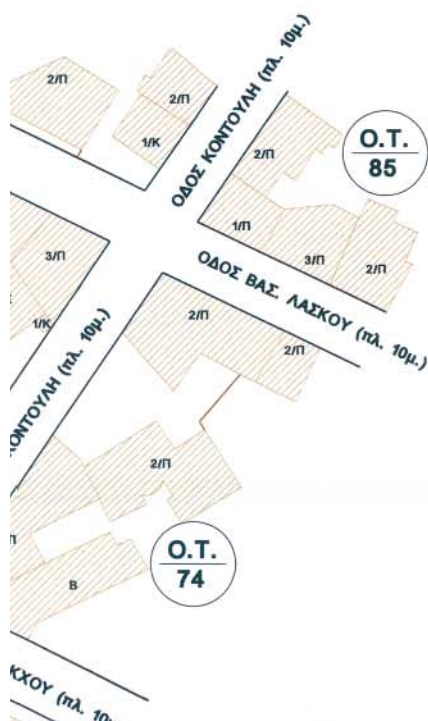 2/Π
2/Π
1/Κ
ΟΔΟΣ ΚΟΝΤΟΥΛΗ (πλ. 10μ.)
2/Π
Ο.Τ.
85
1/Π
3/Π
2/Π
ΟΔΟΣ ΒΑΣ. ΛΑΣΚΟΥ (πλ. 10μ.)
3/Π
1/Κ
2/Π
2/Π
ΚΟΝΤΟΥΛΗ (πλ. 10μ.)
2/Π
Ο.Τ.
74
Β
ΚΧΟΥ (πλ. 10μ.